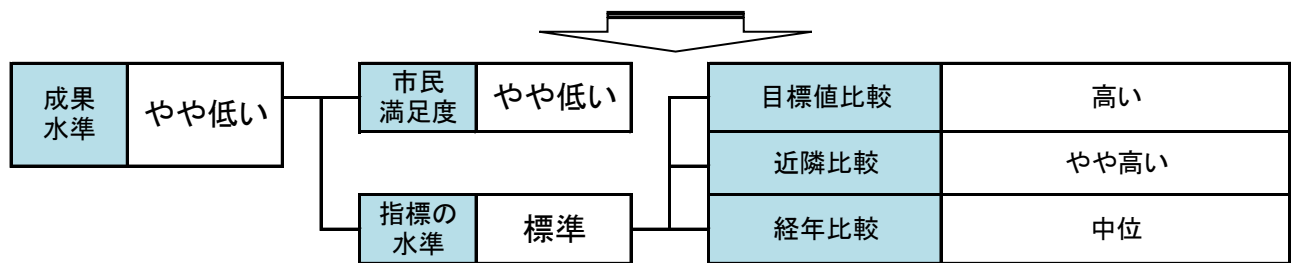 成果
水準
やや低い
市民
満足度
やや低い
指標の
水準
標準
目標値比較
高い
近隣比較
やや高い
経年比較
中位